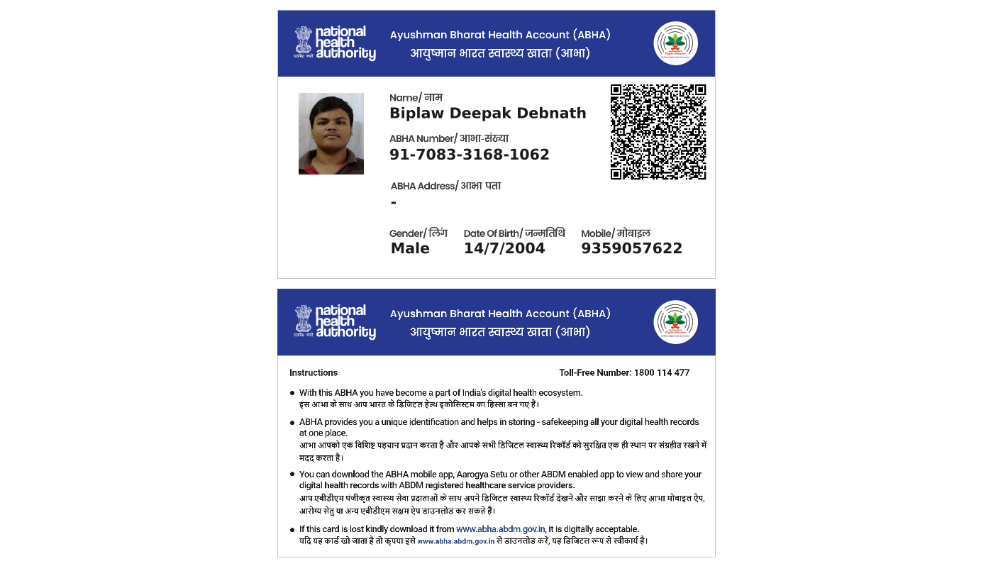 national
health
authority
Ayushman Bharat Health Account (ABHA)
आयुष्मान भारत स्वास्थ्य खाता (आभा)
Name/ नाम
Biplaw Deepak Debnath
ABHA Number/ आभा-संख्या
91-7083-3168-1062
ABHA Address/ आभा पता
-
Gender/ लिंग Date Of Birth/ जन्मतिथि Mobile/ मोबाइल
Male 14/7/2004 9359057622
national
health
authority
Ayushman Bharat Health Account (ABHA)
आयुष्मान भारत स्वास्थ्य खाता (आभा)
Instructions Toll-Free Number: 1800 114 477
With this ABHA you have become a part of India's digital health ecosystem.
इस आभा के साथ आप भारत के डिजिटल हेल्थ इकोसिस्टम का हिस्सा बन गए हैं।
ABHA provides you a unique identification and helps in storing - safekeeping all your digital health records
at one place.
आभा आपको एक विशिष्ट पहचान प्रदान करता है और आपके सभी डिजिटल स्वास्थ्य रिकॉर्ड को सुरक्षित एक ही स्थान पर संग्रहीत रखने में
मदद करता है।
You can download the ABHA mobile app, Aarogya Setu or other ABDM enabled app to view and share your
digital health records with ABDM registered healthcare service providers.
आप एबीडीएम पंजीकृत स्वास्थ्य सेवा प्रदाताओं के साथ अपने डिजिटल स्वास्थ्य रिकॉर्ड देखने और साझा करने के लिए आभा मोबाइल ऐप,
आरोग्य सेतु या अन्य एबीडीएम सक्षम ऐप डाउनलोड कर सकते हैं।
If this card is lost kindly download it from www.abha.abdm.gov.in, it is digitally acceptable.
यदि यह कार्ड खो जाता है तो कृपया इसे www.abha.abdm.gov.in से डाउनलोड करें, यह डिजिटल रूप से स्वीकार्य है।